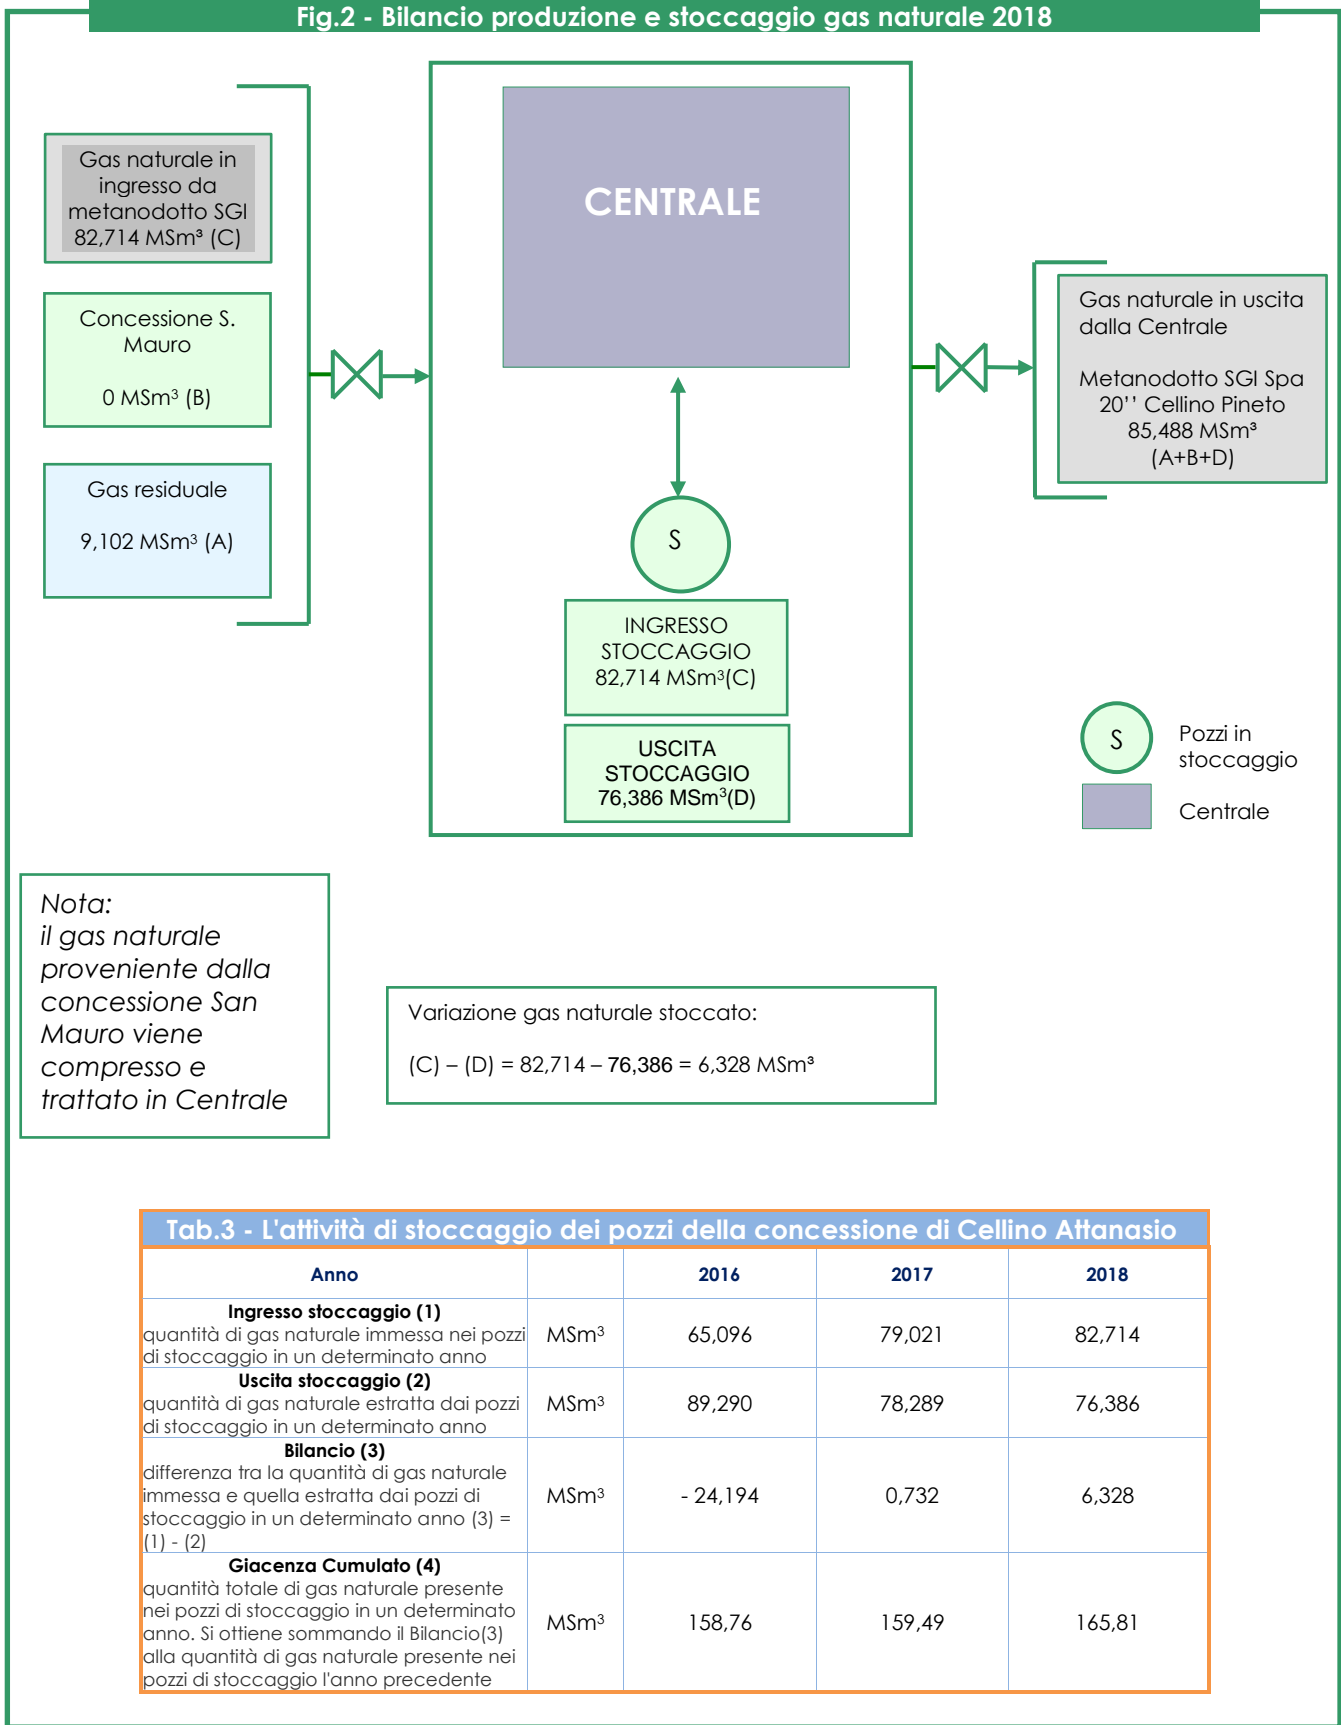 Fig.2 - Bilancio produzione e stoccaggio gas naturale 2018
Gas naturale in
ingresso da
metanodotto SGI
82,714 MSm³ (C)
Concessione S.
Mauro
0 MSm³ (B)
Gas residuale
9,102 MSm³ (A)
CENTRALE
S
INGRESSO
STOCCAGGIO
82,714 MSm³(C)
USCITA
STOCCAGGIO
76,386 MSm³(D)
Gas naturale in uscita
dalla Centrale
Metanodotto SGI Spa
20'' Cellino Pineto
85,488 MSm³
(A+B+D)
S
Pozzi in
stoccaggio
Centrale
Nota:
il gas naturale
proveniente dalla
concessione San
Mauro viene
compresso e
trattato in Centrale
Variazione gas naturale stoccato:
(C) – (D) = 82,714 – 76,386 = 6,328 MSm³
Tab.3 - L'attività di stoccaggio dei pozzi della concessione di Cellino Attanasio
Anno 2016 2017 2018
Ingresso stoccaggio (1)
quantità di gas naturale immessa nei pozzi
di stoccaggio in un determinato anno
MSm³ 65,096 79,021 82,714
Uscita stoccaggio (2)
quantità di gas naturale estratta dai pozzi
di stoccaggio in un determinato anno
MSm³ 89,290 78,289 76,386
Bilancio (3)
differenza tra la quantità di gas naturale
immessa e quella estratta dai pozzi di
stoccaggio in un determinato anno (3) =
(1) - (2)
MSm³ - 24,194 0,732 6,328
Giacenza Cumulato (4)
quantità totale di gas naturale presente
nei pozzi di stoccaggio in un determinato
anno. Si ottiene sommando il Bilancio(3)
alla quantità di gas naturale presente nei
pozzi di stoccaggio l'anno precedente
MSm³ 158,76 159,49 165,81